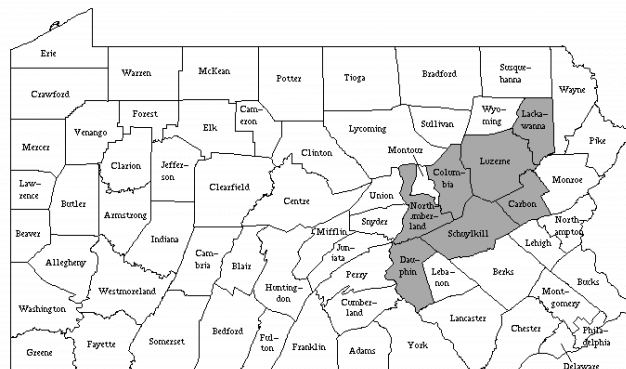 Erie
Crawford
Warren
McKean
Potter
Tioga
Bradford
Susque-
hanna
Wayne
Forest
Venango
Elk
Cam-
eron
Lycoming
Sullivan
Wyo-
ming
Lacka-
wanna
Pike
Mercer
Clarion
Jeffer-
son
Clinton
Montour
Colum-
bia
Luzerne
Monroe
Law-
rence
Butler
Armstrong
Clearfield
Centre
Union
North-
umber-
land
Carbon
North-
ampton
Beaver
Indiana
Snyder
Mifflin
Schuylkill
Lehigh
Allegheny
Cam-
bria
Blair
Jun-
iata
Perry
Dau-
phin
Leba-
non
Berks
Bucks
Westmoreland
Hunting-
don
Cumber-
land
Mont-
gomery
Washington
Somerset
Bedford
Ful-
ton
Franklin
Adams
York
Lancaster
Chester
Phila-
delphia
Greene
Fayette
Delaware